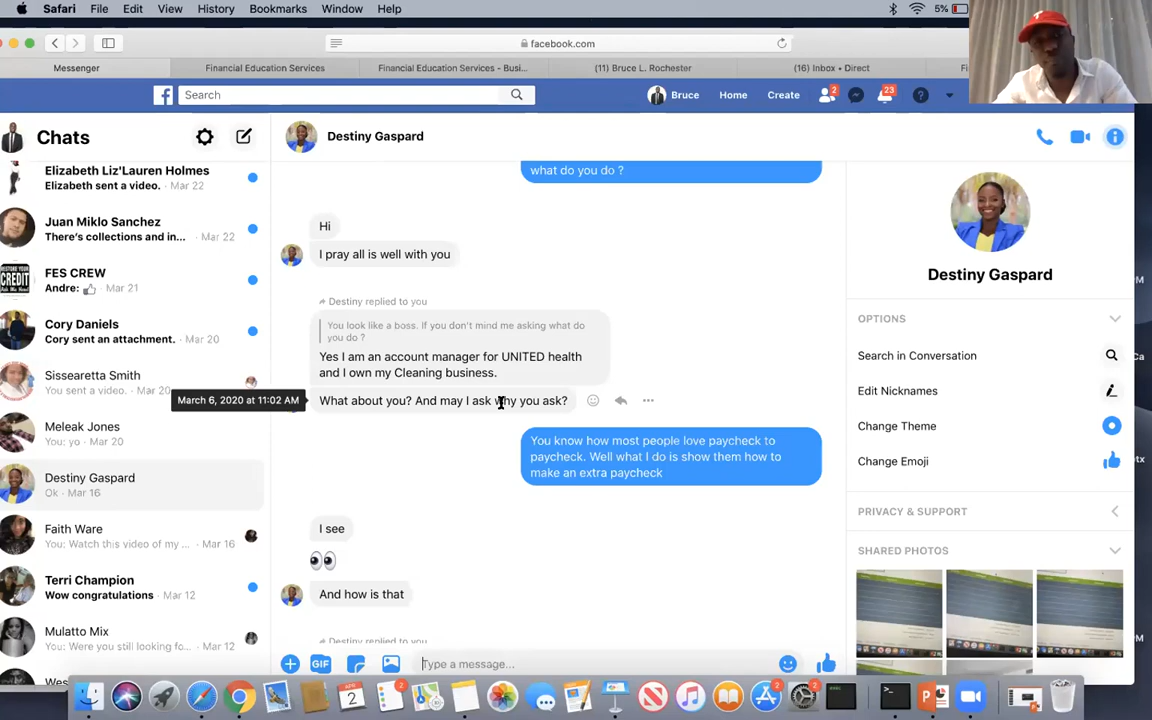 Safari File Edit View History Bookmarks Window Help 5%
facebook.com
Messenger Financial Education Services Financial Education Services - Busi... (11) Bruce L. Rochester (16) Inbox • Direct Fi
Search Bruce Home Create 2 23
Chats
Destiny Gaspard
Elizabeth Liz'Lauren Holmes
Elizabeth sent a video. · Mar 22
Juan Miklo Sanchez
There's collections and in... · Mar 22
FES CREW
Andre: · Mar 21
Cory Daniels
Cory sent an attachment. · Mar 20
Sissearetta Smith
You sent a video. · Mar 20
Meleak Jones
You: yo · Mar 20
Destiny Gaspard
Ok · Mar 16
Faith Ware
You: Watch this video of my ... · Mar 16
Terri Champion
Wow congratulations · Mar 12
Mulatto Mix
You: Were you still looking fo... · Mar 12
what do you do ?
Hi
I pray all is well with you
Destiny replied to you
You look like a boss. If you don't mind me asking what do
you do ?
Yes I am an account manager for UNITED health
and I own my Cleaning business.
March 6, 2020 at 11:02 AM
What about you? And may I ask why you ask?
You know how most people love paycheck to
paycheck. Well what I do is show them how to
make an extra paycheck
I see
And how is that
Destiny replied to you
GIF Type a message...
Destiny Gaspard
OPTIONS
Search in Conversation
Edit Nicknames
Change Theme
Change Emoji
PRIVACY & SUPPORT
SHARED PHOTOS